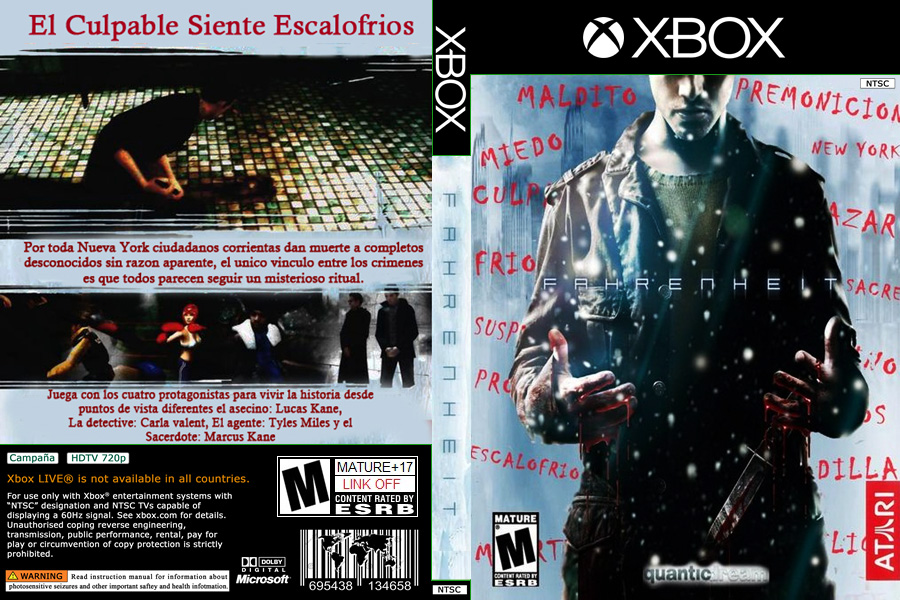 El Culpable Siente Escalofrios
Por toda Nueva York ciudadanos corrientas dan muerte a completos
desconocidos sin razon aparente, el unico vinculo entre los crimenes
es que todos parecen seguir un misterioso ritual.
Juega con los cuatro protagonistas para vivir la historia desde
puntos de vista diferentes el asecino: Lucas Kane,
La detective: Carla valent, El agente: Tyles Miles y el
Sacerdote: Marcus Kane
Campaña HDTV 720p
Xbox LIVE® is not available in all countries.
For use only with Xbox® entertainment systems with
“NTSC” designation and NTSC TVs capable of
displaying a 60Hz signal. See xbox.com for details.
Unauthorised coping reverse engineering,
transmission, public performance, rental, pay for
play or circumvention of copy protection is strictly
prohibited.
WARNING Read instruction manual for information about
photosensitive seizures and other important saftey and health infotmation.
DOLBY
DIGITAL
Microsoft
M
MATURE+17
LINK OFF
CONTENT RATED BY
ESRB
695438 134658
XBOX
FAHRENHEIT
NTSC
XBOX
NTSC
MALDITO
PREMONICION
MIEDO
NEW YORK
CULP
AZAR
FRIO
FAHRENHEIT
SACRE
SUSP
PRO
OS
ESCALOFRIO
DILLA
MATURE
M
CONTENT RATED BY
ESRB
ATARI
quanticdream